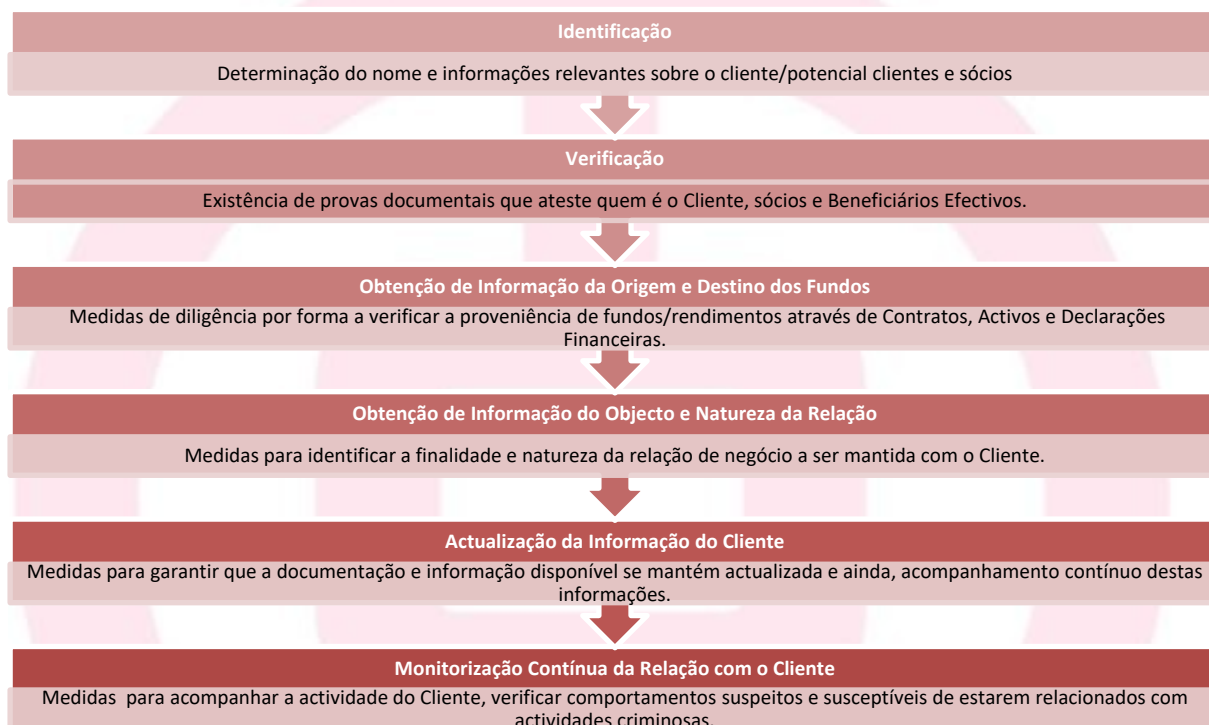 Identificação
Determinação do nome e informações relevantes sobre o cliente/potencial clientes e sócios
Verificação
Existência de provas documentais que ateste quem é o Cliente, sócios e Beneficiários Efectivos.
Obtenção de Informação da Origem e Destino dos Fundos
Medidas de diligência por forma a verificar a proveniência de fundos/rendimentos através de Contratos, Activos e Declarações
Financeiras.
Obtenção de Informação do Objecto e Natureza da Relação
Medidas para identificar a finalidade e natureza da relação de negócio a ser mantida com o Cliente.
Actualização da Informação do Cliente
Medidas para garantir que a documentação e informação disponível se mantém actualizada e ainda, acompanhamento contínuo destas
informações.
Monitorização Contínua da Relação com o Cliente
Medidas para acompanhar a actividade do Cliente, verificar comportamentos suspeitos e susceptíveis de estarem relacionados com
actividades criminosas.